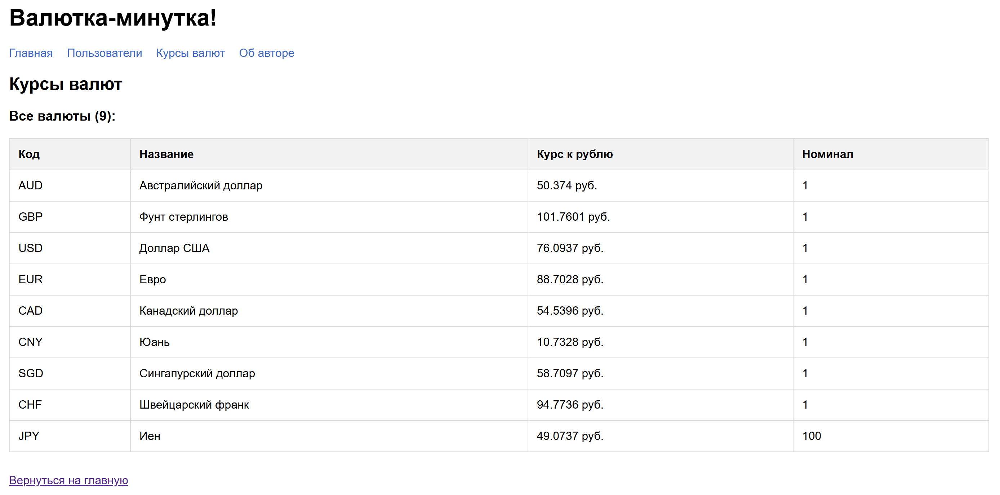 Валютка-минутка!
Главная Пользователи Курсы валют Об авторе
Курсы валют
Все валюты (9):
Код Название Курс к рублю Номинал
AUD Австралийский доллар 50.374 руб. 1
GBP Фунт стерлингов 101.7601 руб. 1
USD Доллар США 76.0937 руб. 1
EUR Евро 88.7028 руб. 1
CAD Канадский доллар 54.5396 руб. 1
CNY Юань 10.7328 руб. 1
SGD Сингапурский доллар 58.7097 руб. 1
CHF Швейцарский франк 94.7736 руб. 1
JPY Иен 49.0737 руб. 100
Вернуться на главную